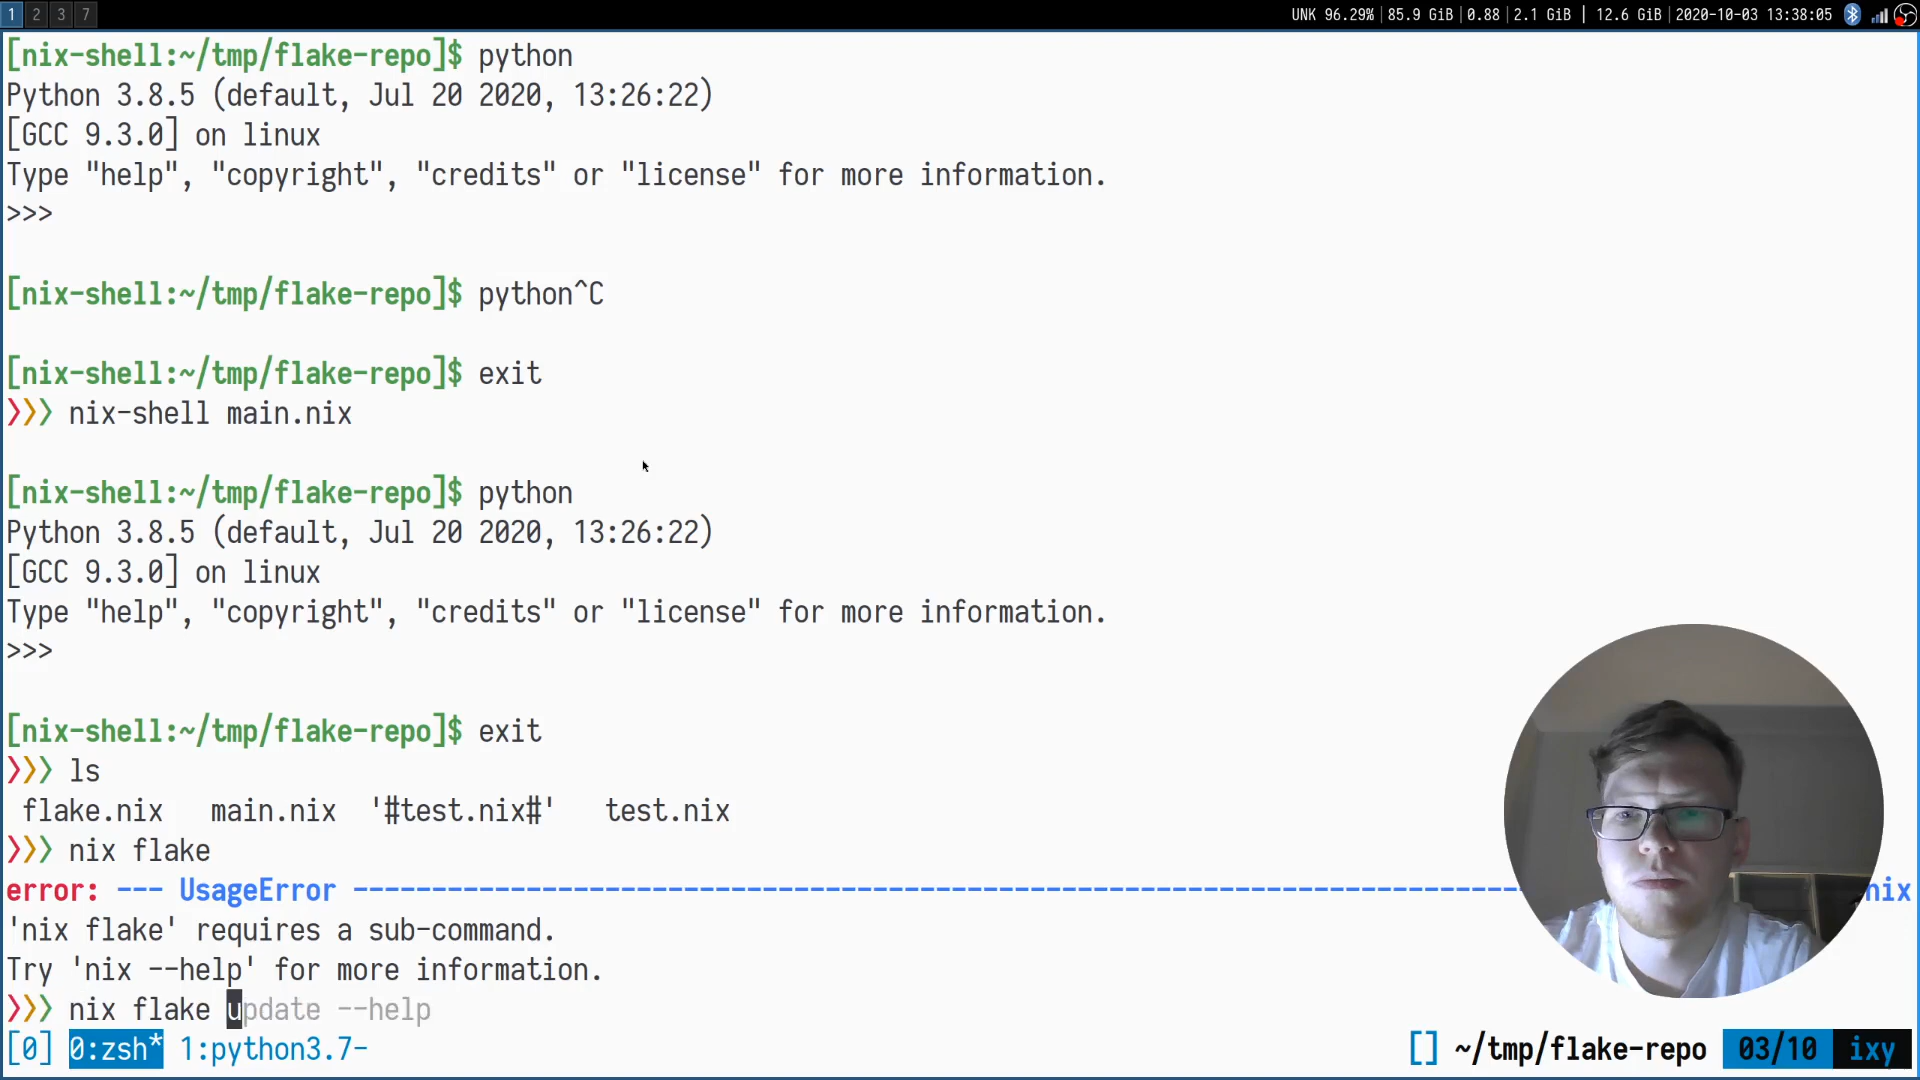 1 2 3 7 UNK 96.29% 85.9 GiB 0.88 2.1 GiB | 12.6 GiB 2020-10-03 13:38:05
[nix-shell:~/tmp/flake-repo]$ python
Python 3.8.5 (default, Jul 20 2020, 13:26:22)
[GCC 9.3.0] on linux
Type "help", "copyright", "credits" or "license" for more information.
>>>
[nix-shell:~/tmp/flake-repo]$ python^C
[nix-shell:~/tmp/flake-repo]$ exit
❯❯❯ nix-shell main.nix
[nix-shell:~/tmp/flake-repo]$ python
Python 3.8.5 (default, Jul 20 2020, 13:26:22)
[GCC 9.3.0] on linux
Type "help", "copyright", "credits" or "license" for more information.
>>>
[nix-shell:~/tmp/flake-repo]$ exit
❯❯❯ ls
flake.nix main.nix '#test.nix#' test.nix
❯❯❯ nix flake
error: --- UsageError -------------------------------------------------------------------------- nix
'nix flake' requires a sub-command.
Try 'nix --help' for more information.
❯❯❯ nix flake update --help
[0] 0:zsh* 1:python3.7- [] ~/tmp/flake-repo 03/10 ixy